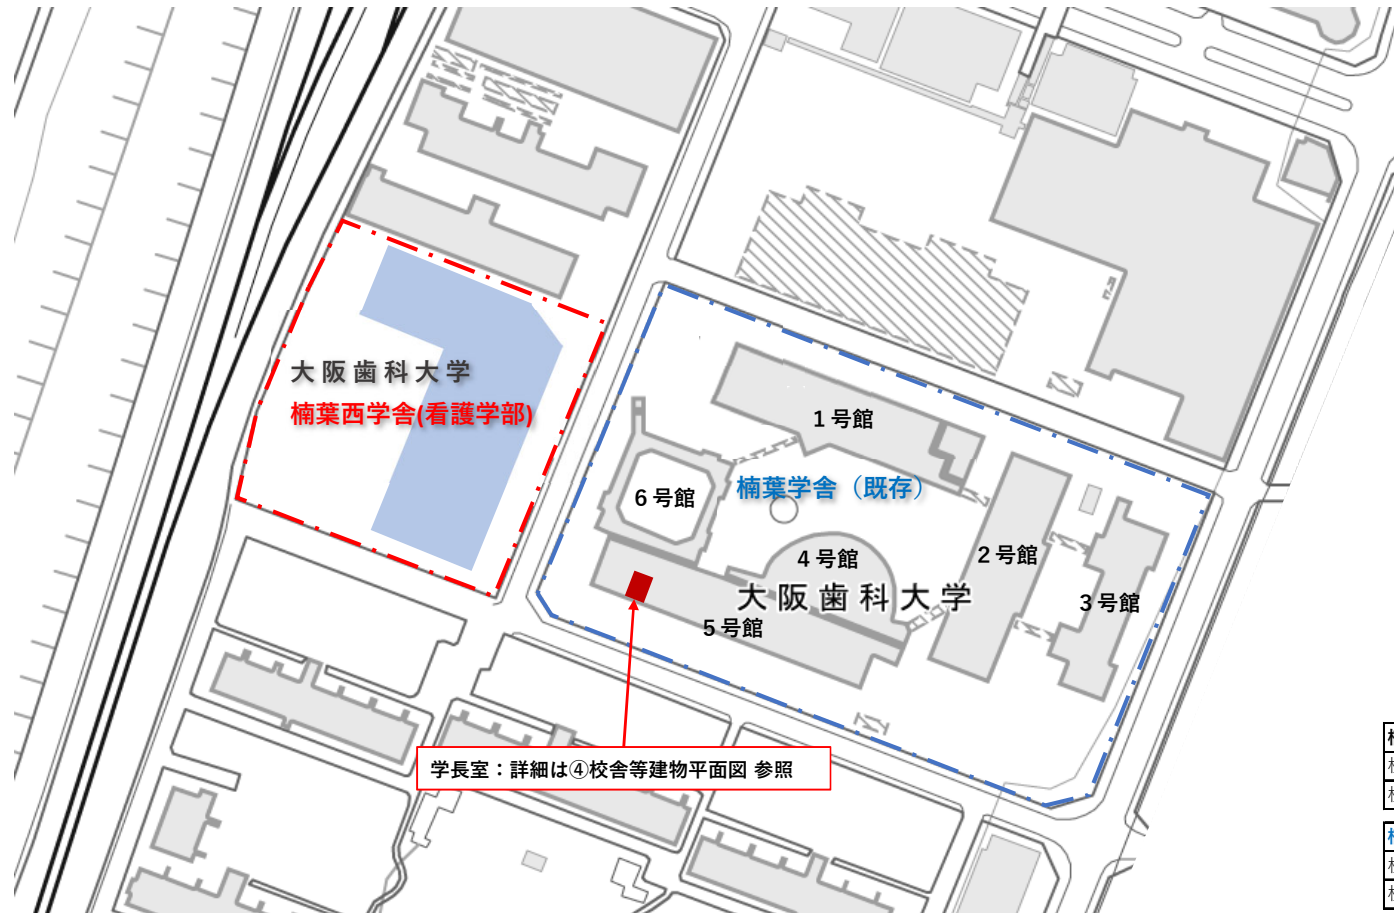 大阪歯科大学
楠葉西学舎(看護学部)
1号館
6号館
楠葉学舎（既存）
4号館
2号館
大阪歯科大学
3号館
5号館
学長室：詳細は④校舎等建物平面図 参照